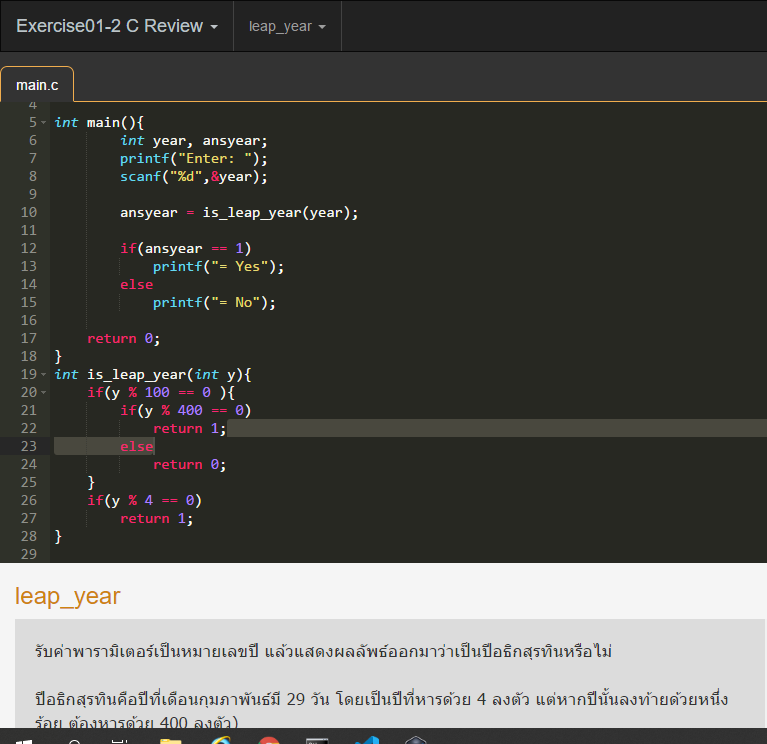 Exercise01-2 C Review
leap_year
main.c
4
5 int main(){
6 int year, ansyear;
7 printf("Enter: ");
8 scanf("%d",&year);
9
10 ansyear = is_leap_year(year);
11
12 if(ansyear == 1)
13 printf("= Yes");
14 else
15 printf("= No");
16
17 return 0;
18 }
19 int is_leap_year(int y){
20 if(y % 100 == 0 ){
21 if(y % 400 == 0)
22 return 1;
23 else
24 return 0;
25 }
26 if(y % 4 == 0)
27 return 1;
28 }
29
leap_year
รับค่าพารามิเตอร์เป็นหมายเลขปี แล้วแสดงผลลัพธ์ออกมาว่าเป็นปีอธิกสุรทินหรือไม่
ปีอธิกสุรทินคือปีที่เดือนกุมภาพันธ์มี 29 วัน โดยเป็นปีที่หารด้วย 4 ลงตัว แต่หากปีนั้นลงท้ายด้วยหนึ่ง
ร้อย ต้องหารด้วย 400 ลงตัว)